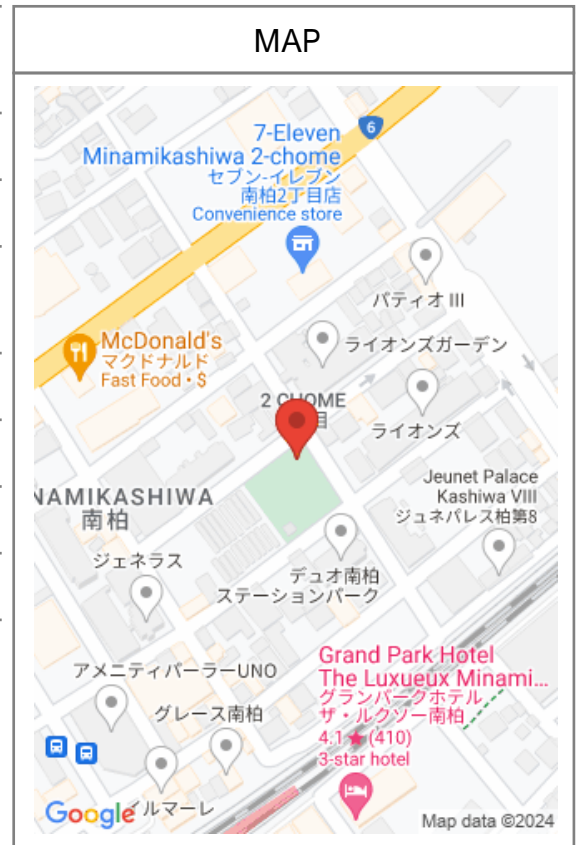 MAP
6
7-Eleven
Minamikashiwa 2-chome
セブン-イレブン
南柏2丁目店
Convenience store
パティオ III
McDonald's
マクドナルド
Fast Food • $
ライオンズガーデン
2 CHOME
目
ライオンズ
NAMIKASHIWA
南柏
Jeunet Palace
Kashiwa VIII
ジュネパレス柏第8
ジェネラス
デュオ南柏
ステーションパーク
Grand Park Hotel
The Luxueux Minami...
グランパークホテル
ザ・ルクソー南柏
4.1 ★ (410)
3-star hotel
アメニティパーラーUNO
グレース南柏
イルマーレ
Google
Map data ©2024